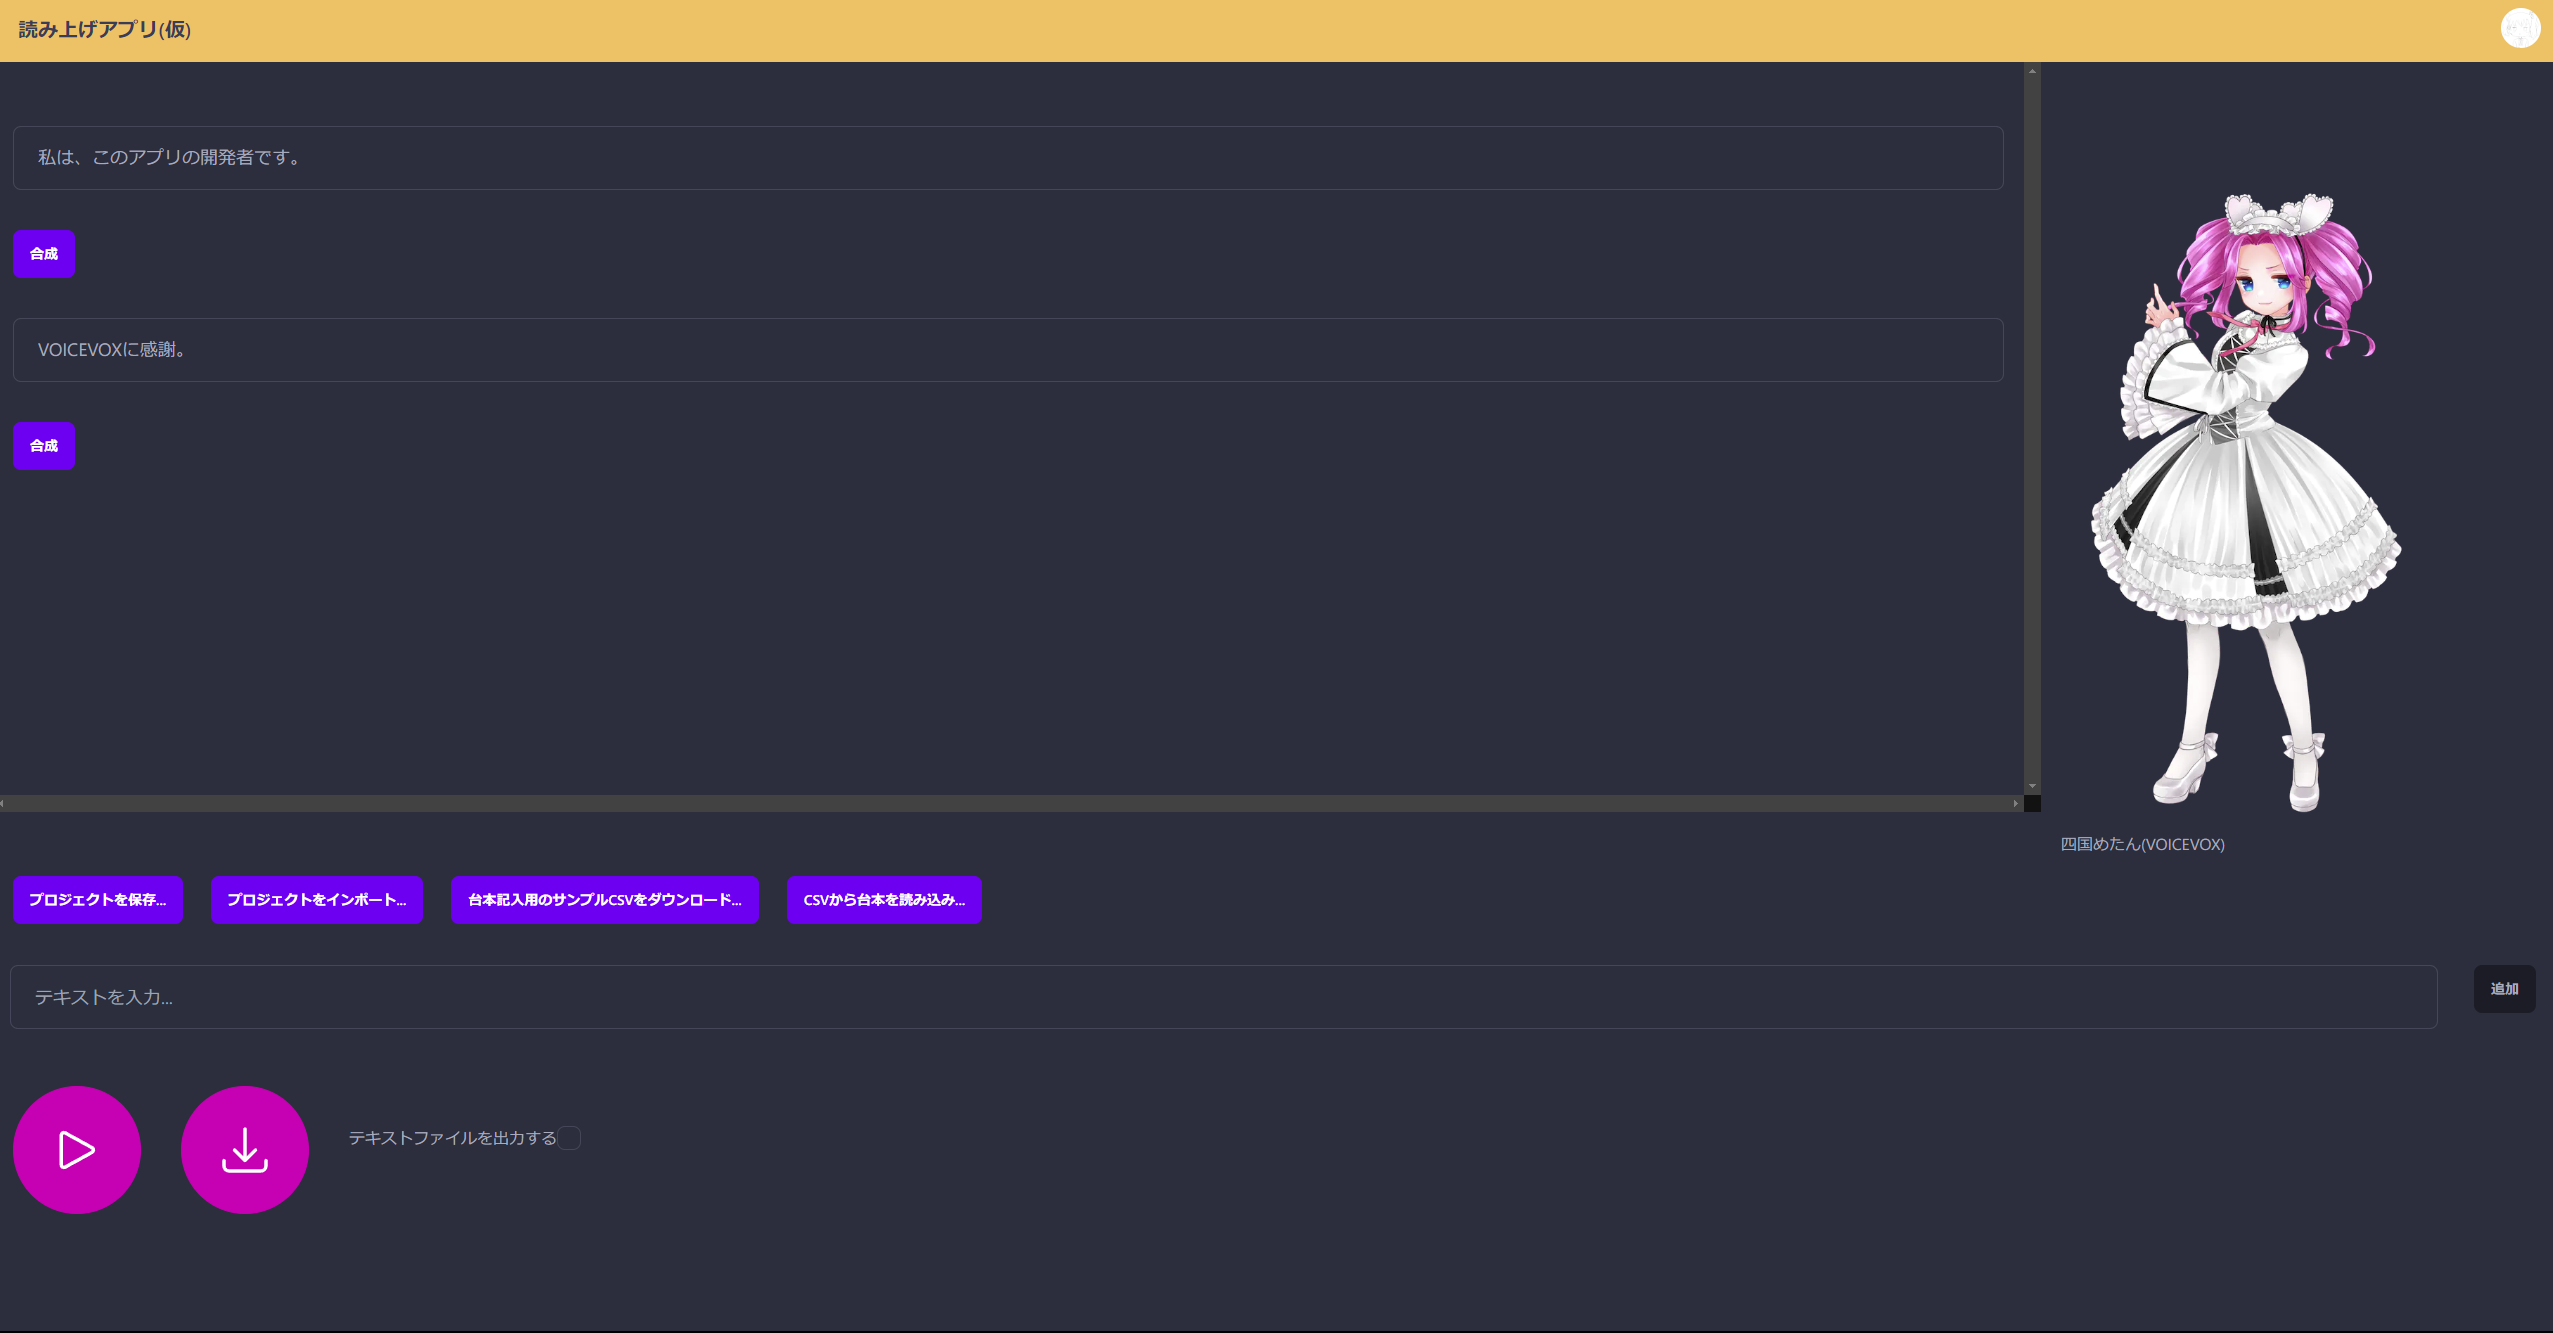 読み上げアプリ(仮)
私は、このアプリの開発者です。
合成
VOICEVOXに感謝。
合成
四国めたん(VOICEVOX)
プロジェクトを保存...
プロジェクトをインポート...
台本記入用のサンプルCSVをダウンロード...
CSVから台本を読み込み...
テキストを入力...
追加
テキストファイルを出力する